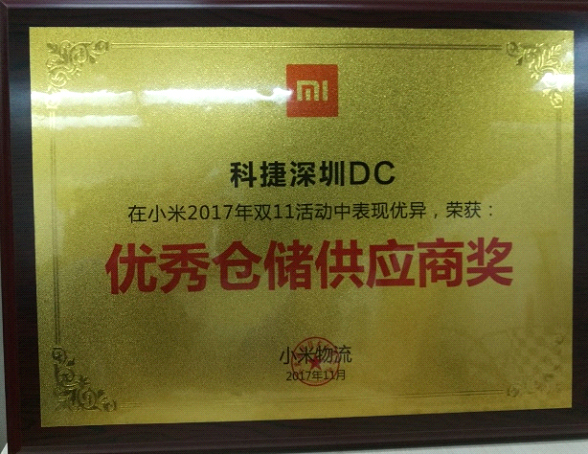 mi
科捷深圳DC
在小米2017年双11活动中表现优异，荣获：
优秀仓储供应商奖
小米物流
2017年11月